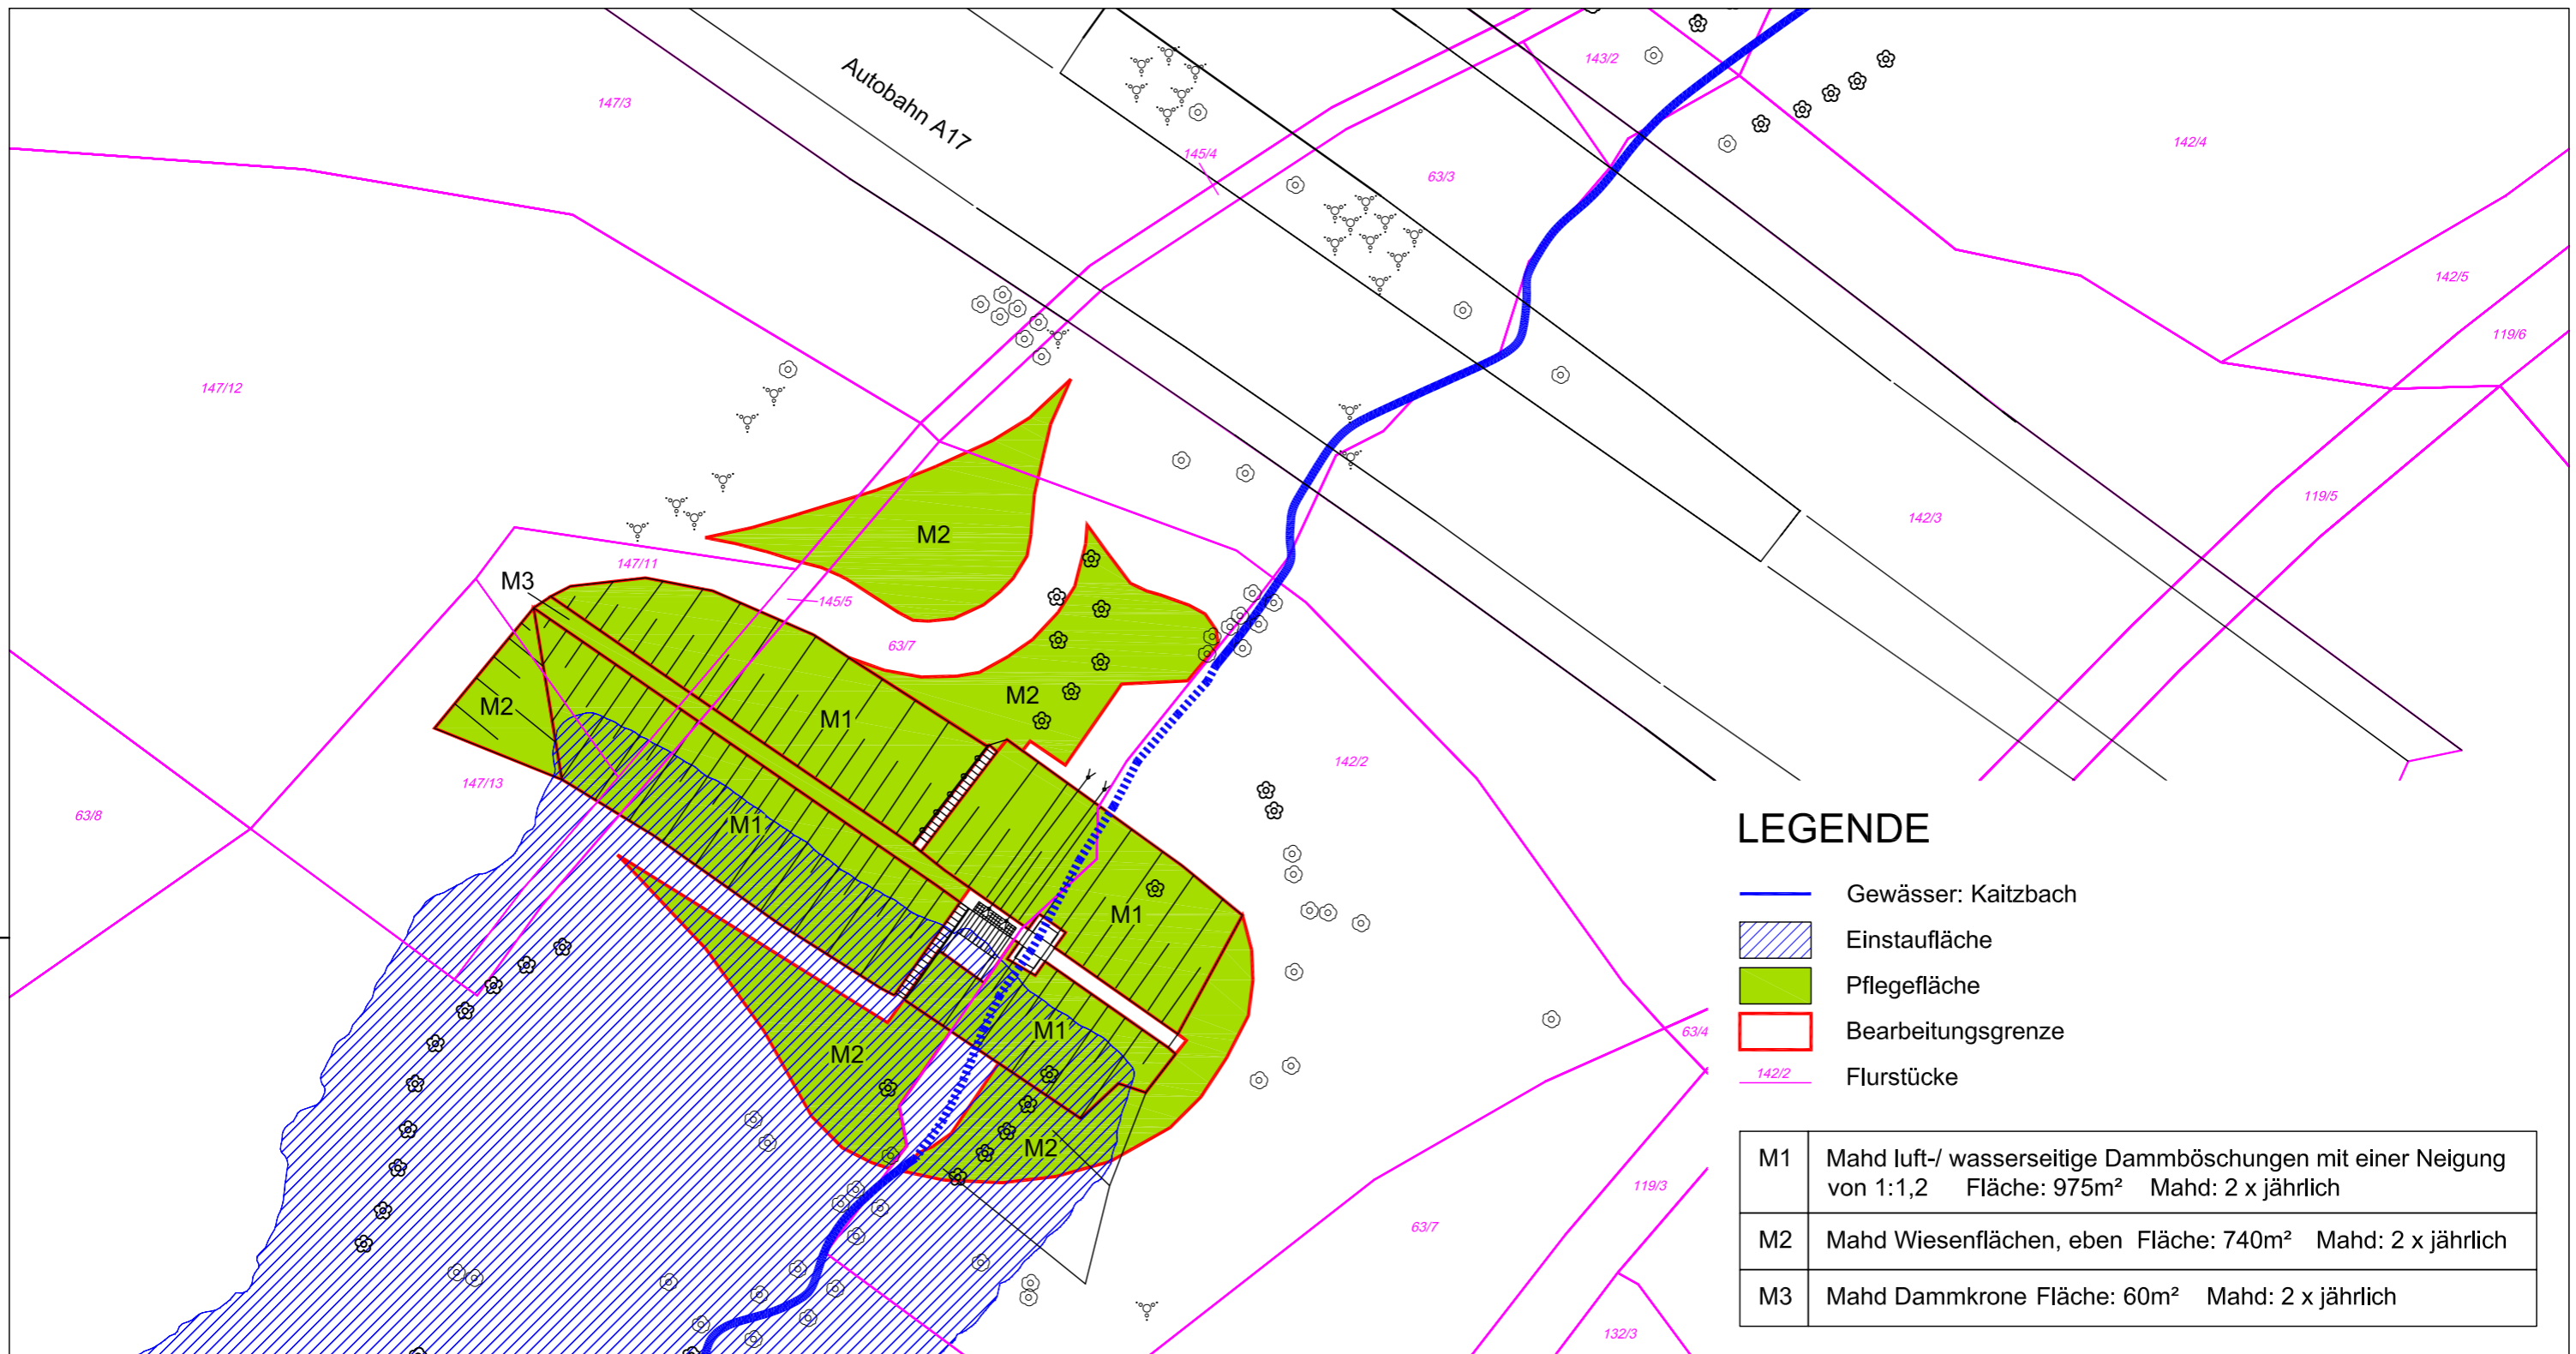 143/2
147/3
Autobahn A17
142/4
145/4
63/3
142/5
119/6
147/12
119/5
142/3
M2
147/11
M3
145/5
63/7
M2
M2
M1
142/2
147/13
63/8
M1
LEGENDE
Gewässer: Kaitzbach
M1
Einstaufläche
Pflegefläche
M1
63/4
Bearbeitungsgrenze
M2
142/2
Flurstücke
M2
M1 Mahd luft-/ wasserseitige Dammböschungen mit einer Neigung
von 1:1,2 Fläche: 975m² Mahd: 2 x jährlich
119/3
63/7
M2 Mahd Wiesenflächen, eben Fläche: 740m² Mahd: 2 x jährlich
M3 Mahd Dammkrone Fläche: 60m² Mahd: 2 x jährlich
132/3